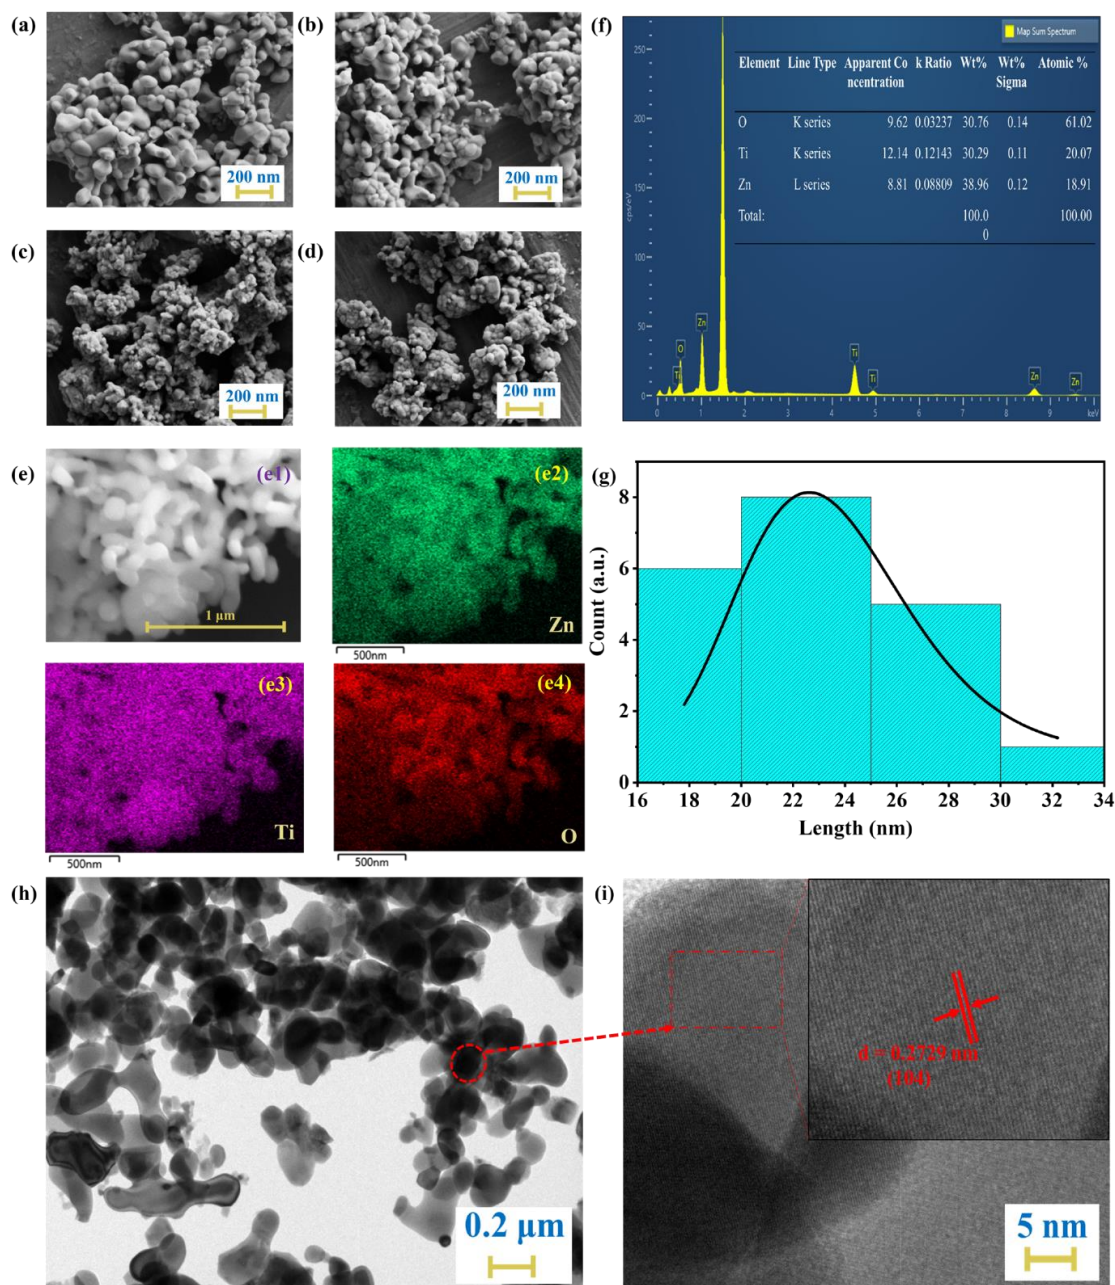 (a)
200 nm
(b)
200 nm
(c)
200 nm
(d)
200 nm
(e)
(e1)
1 µm
(e2)
Zn
500nm
(e3)
Ti
500nm
(e4)
O
500nm
(f)
Map Sum Spectrum
Element Line Type Apparent Co k Ratio Wt% Wt% Atomic %
ncentration Sigma
O K series 9.62 0.03237 30.76 0.14 61.02
Ti K series 12.14 0.12143 30.29 0.11 20.07
Zn L series 8.81 0.08809 38.96 0.12 18.91
Total: 100.0 100.00
0
cps/eV
250
200
150
100
50
0
Ti
O
Zn
Ti
Ti
Zn
Zn
0 1 2 3 4 5 6 7 8 9 keV
(g)
Count (a.u.)
8
6
4
2
0
16 18 20 22 24 26 28 30 32 34
Length (nm)
(h)
0.2 µm
(i)
d = 0.2729 nm
(104)
5 nm